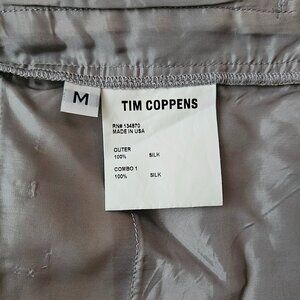 M
TIM COPPENS
RN# 134870
MADE IN USA
OUTER
100% SILK
COMBO 1
100% SILK